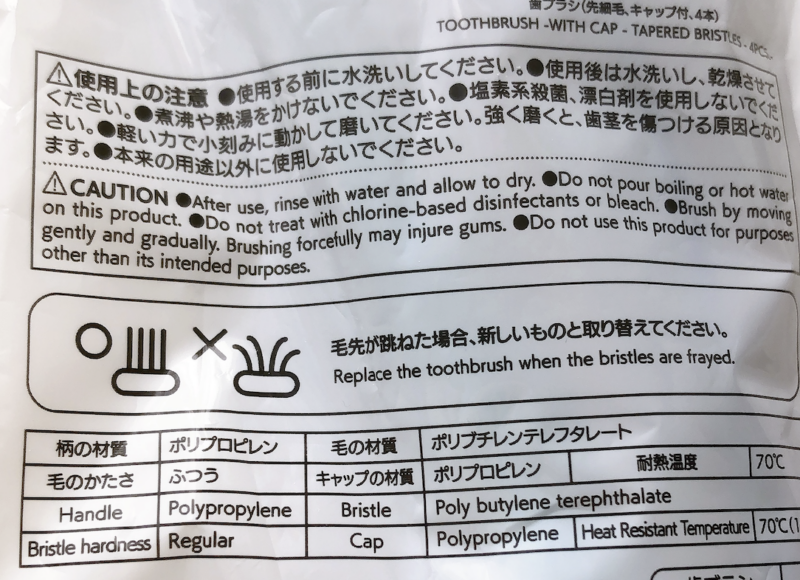 歯ブラシ(先細毛、キャップ付、4本)
TOOTHBRUSH -WITH CAP - TAPERED BRISTLES - 4PCS-
⚠使用上の注意 ●使用する前に水洗いしてください。●使用後は水洗いし、乾燥させて
ください。●煮沸や熱湯をかけないでください。●塩素系殺菌、漂白剤を使用しないでくだ
さい。●軽い力で小刻みに動かして磨いてください。強く磨くと、歯茎を傷つける原因となり
ます。●本来の用途以外に使用しないでください。
⚠CAUTION ●After use, rinse with water and allow to dry. ●Do not pour boiling or hot water
on this product. ●Do not treat with chlorine-based disinfectants or bleach. ●Brush by moving
gently and gradually. Brushing forcefully may injure gums. ●Do not use this product for purposes
other than its intended purposes.
毛先が跳ねた場合、新しいものと取り替えてください。
Replace the toothbrush when the bristles are frayed.
柄の材質 ポリプロピレン 毛の材質 ポリブチレンテレフタレート
毛のかたさ ふつう キャップの材質 ポリプロピレン 耐熱温度 70℃
Handle Polypropylene Bristle Poly butylene terephthalate
Bristle hardness Regular Cap Polypropylene Heat Resistant Temperature 70℃(1